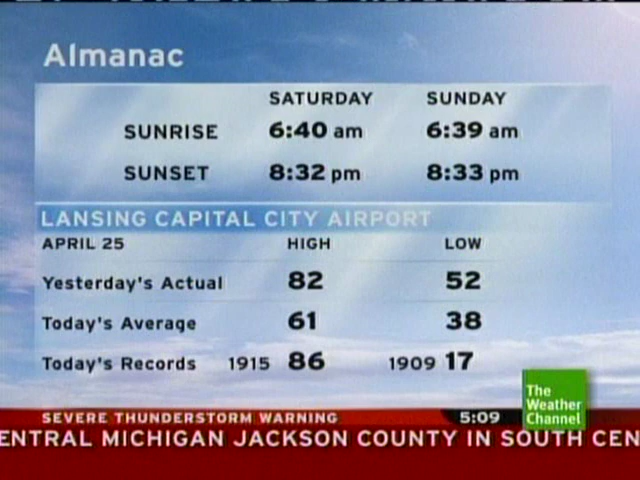 Almanac
SATURDAY SUNDAY
SUNRISE 6:40 am 6:39 am
SUNSET 8:32 pm 8:33 pm
LANSING CAPITAL CITY AIRPORT
APRIL 25 HIGH LOW
Yesterday's Actual 82 52
Today's Average 61 38
Today's Records 1915 86 1909 17
The
Weather
Channel
SEVERE THUNDERSTORM WARNING 5:09
ENTRAL MICHIGAN JACKSON COUNTY IN SOUTH CEN